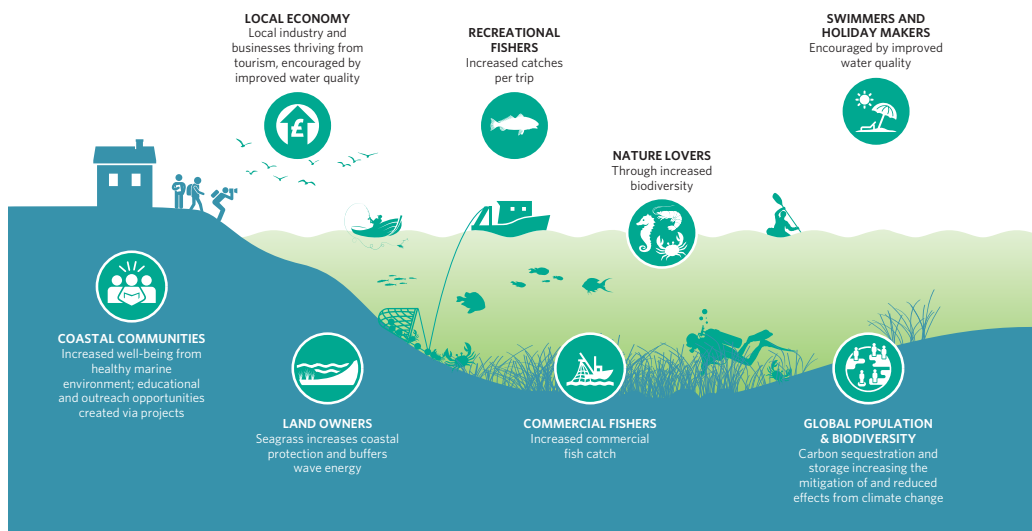 LOCAL ECONOMY
Local industry and
businesses thriving from
tourism, encouraged by
improved water quality
£
RECREATIONAL
FISHERS
Increased catches
per trip
SWIMMERS AND
HOLIDAY MAKERS
Encouraged by improved
water quality
NATURE LOVERS
Through increased
biodiversity
COASTAL COMMUNITIES
Increased well-being from
healthy marine
environment; educational
and outreach opportunities
created via projects
LAND OWNERS
Seagrass increases coastal
protection and buffers
wave energy
COMMERCIAL FISHERS
Increased commercial
fish catch
GLOBAL POPULATION
& BIODIVERSITY
Carbon sequestration and
storage increasing the
mitigation of and reduced
effects from climate change